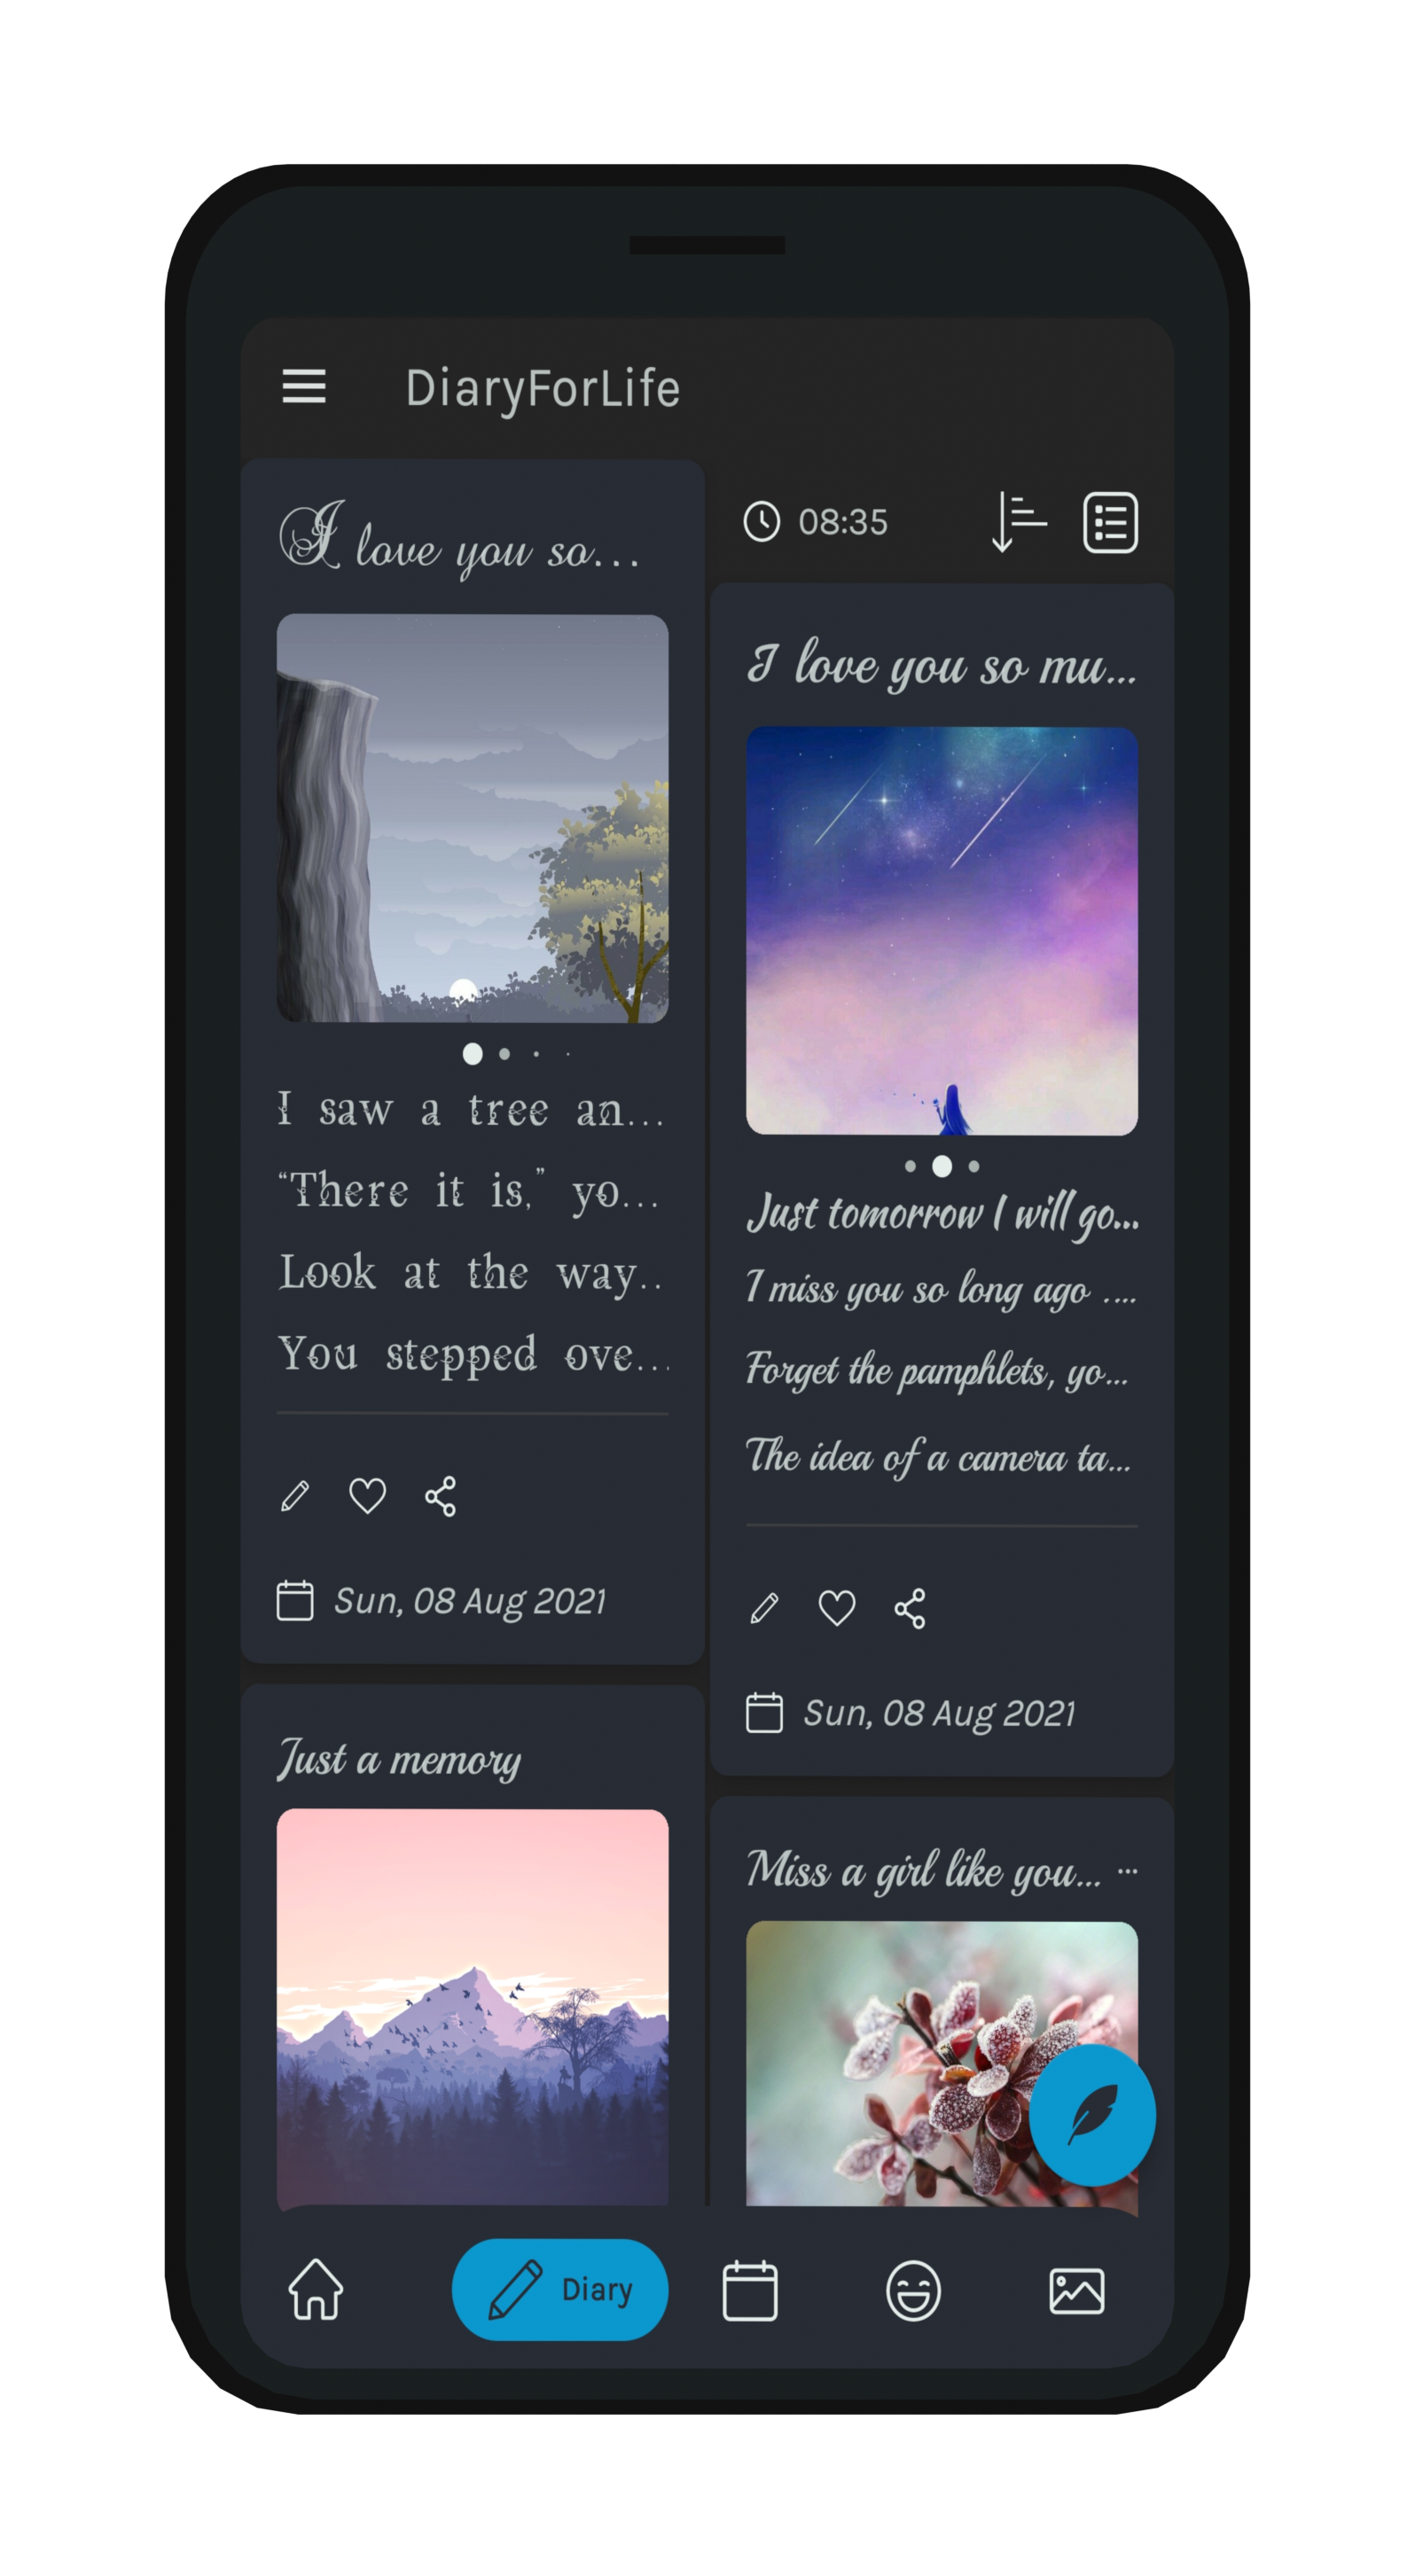 DiaryForLife
I love you so...
I saw a tree an...
“There it is,” yo...
Look at the way..
You stepped ove...
Sun, 08 Aug 2021
Just a memory
08:35
I love you so mu...
Just tomorrow I will go...
I miss you so long ago ....
Forget the pamphlets, yo...
The idea of a camera ta...
Sun, 08 Aug 2021
Miss a girl like you... ...
Diary